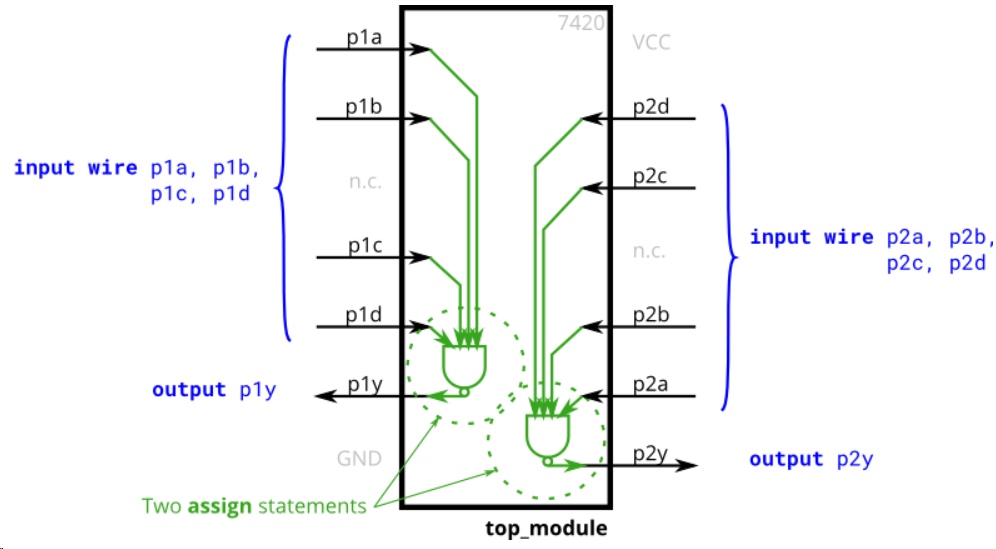 7420
p1a
VCC
p1b
p2d
input wire p1a, p1b,
p1c, p1d
n.c.
p2c
p1c
n.c.
input wire p2a, p2b,
p2c, p2d
p1d
p2b
output p1y
p1y
p2a
GND
p2y
output p2y
Two assign statements
top_module